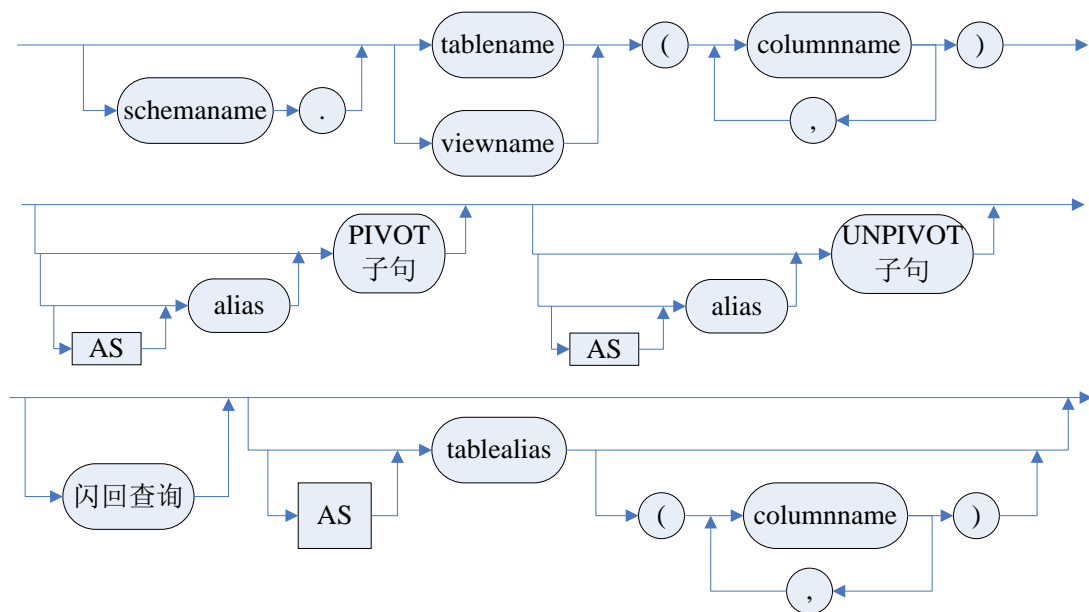 tablename ( columnname )
schemaname . viewname ,
PIVOT
子句
UNPIVOT
子句
alias alias
AS AS
tablealias
闪回查询 AS ( columnname )
,